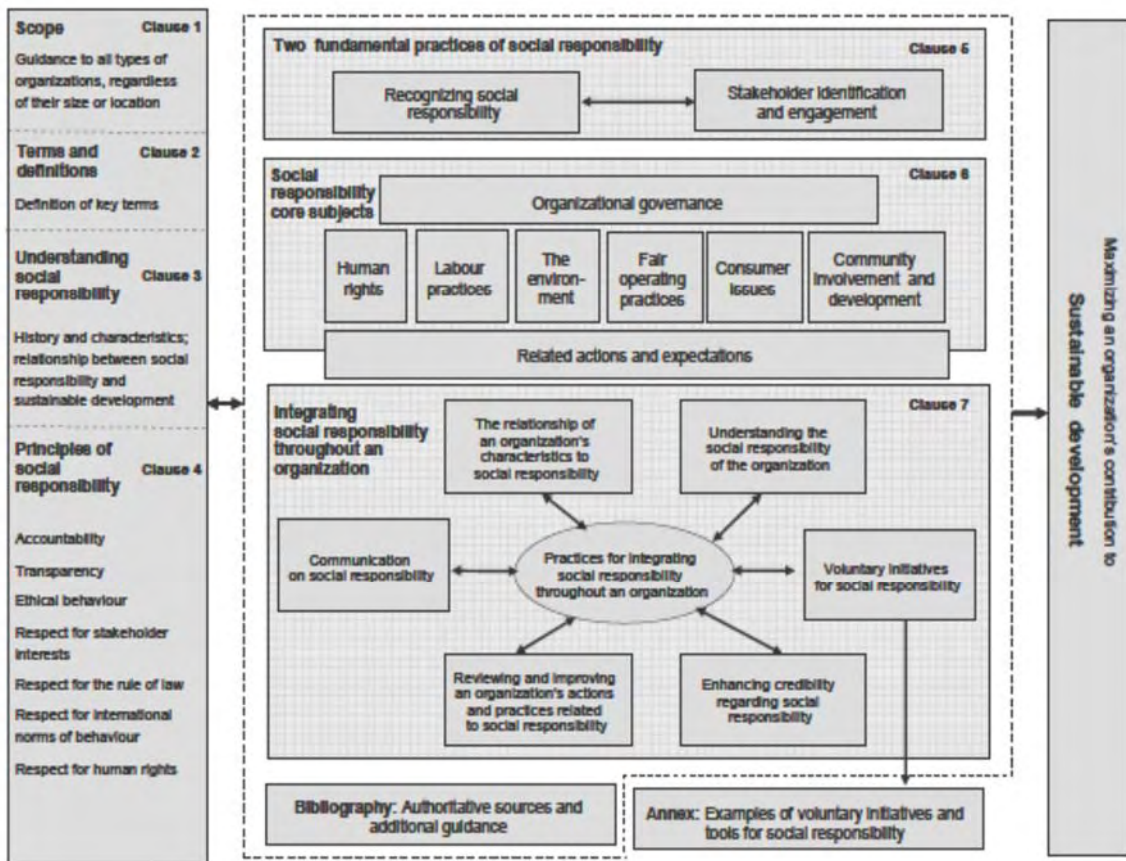 Scope Clause 1
Guidance to all types of
organizations, regardless
of their size or location
Terms and Clause 2
definitions
Definition of key terms
Understanding
social Clause 3
responsibility
History and characteristics;
relationship between social
responsibility and
sustainable development
Principles of
social Clause 4
responsibility
Accountability
Transparency
Ethical behaviour
Respect for stakeholder
interests
Respect for the rule of law
Respect for international
norms of behaviour
Respect for human rights
Two fundamental practices of social responsibility Clause 5
Recognizing social
responsibility
Stakeholder identification
and engagement
Social Clause 6
responsibility
core subjects
Organizational governance
Human
rights
Labour
practices
The
environ-
ment
Fair
operating
practices
Consumer
issues
Community
involvement and
development
Related actions and expectations
Integrating Clause 7
social responsibility
throughout an
organization
The relationship of
an organization's
characteristics to
social responsibility
Understanding the
social responsibility
of the organization
Communication
on social responsibility
Practices for integrating
social responsibility
throughout an organization
Voluntary initiatives
for social responsibility
Reviewing and improving
an organization's actions
and practices related
to social responsibility
Enhancing credibility
regarding social
responsibility
Bibliography: Authoritative sources and
additional guidance
Annex: Examples of voluntary initiatives and
tools for social responsibility
Maximizing an organization's contribution to
Sustainable development